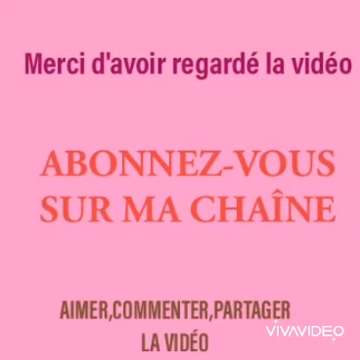 Merci d'avoir regardé la vidéo
ABONNEZ-VOUS
SUR MA CHAÎNE
AIMER,COMMENTER,PARTAGER
LA VIDÉO
VIVAVIDEO